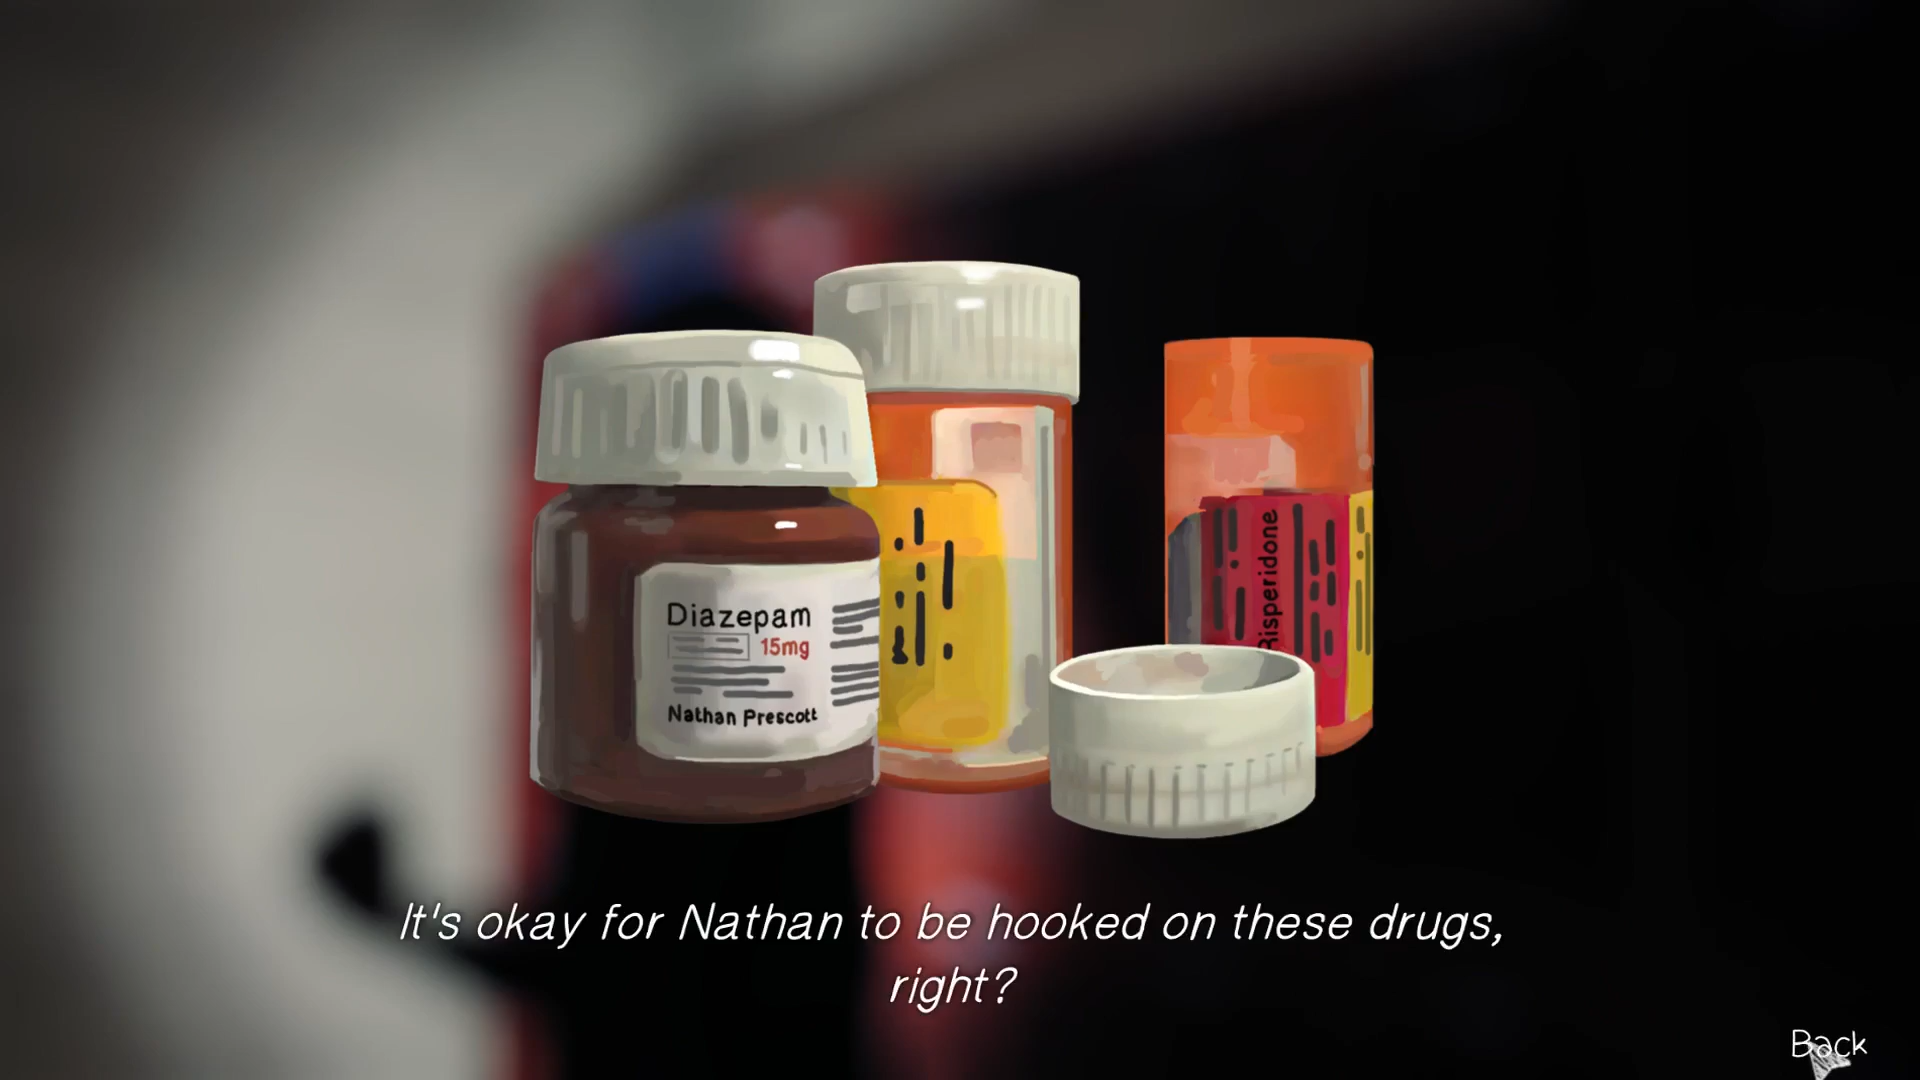 Diazepam
15mg
Nathan Prescott
Risperidone
It's okay for Nathan to be hooked on these drugs,
right?
Back